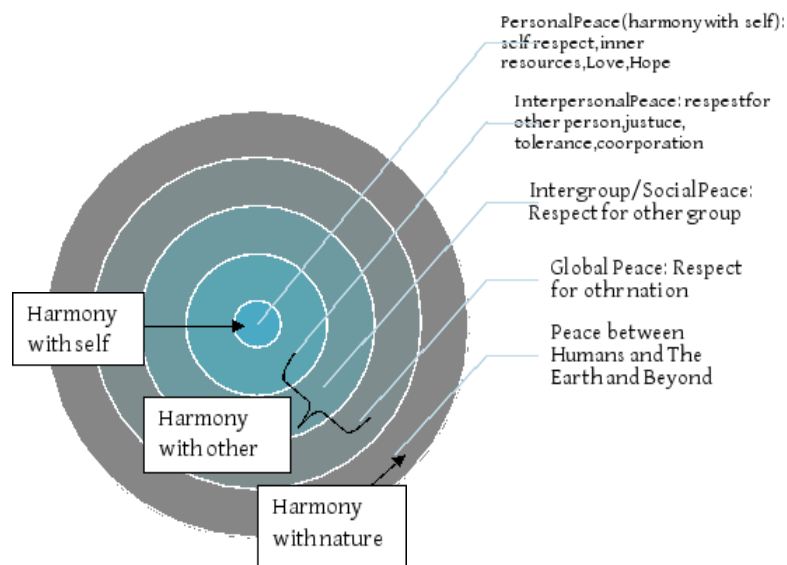 PersonalPeace(harmony with self):
self respect,inner
resources,Love,Hope
InterpersonalPeace: respestfor
other person,justuce,
tolerance,coorporation
Intergroup/SocialPeace:
Respect for other group
Global Peace: Respect
for othrnation
Peace between
Humans and The
Earth and Beyond
Harmony
with self
Harmony
with other
Harmony
with nature